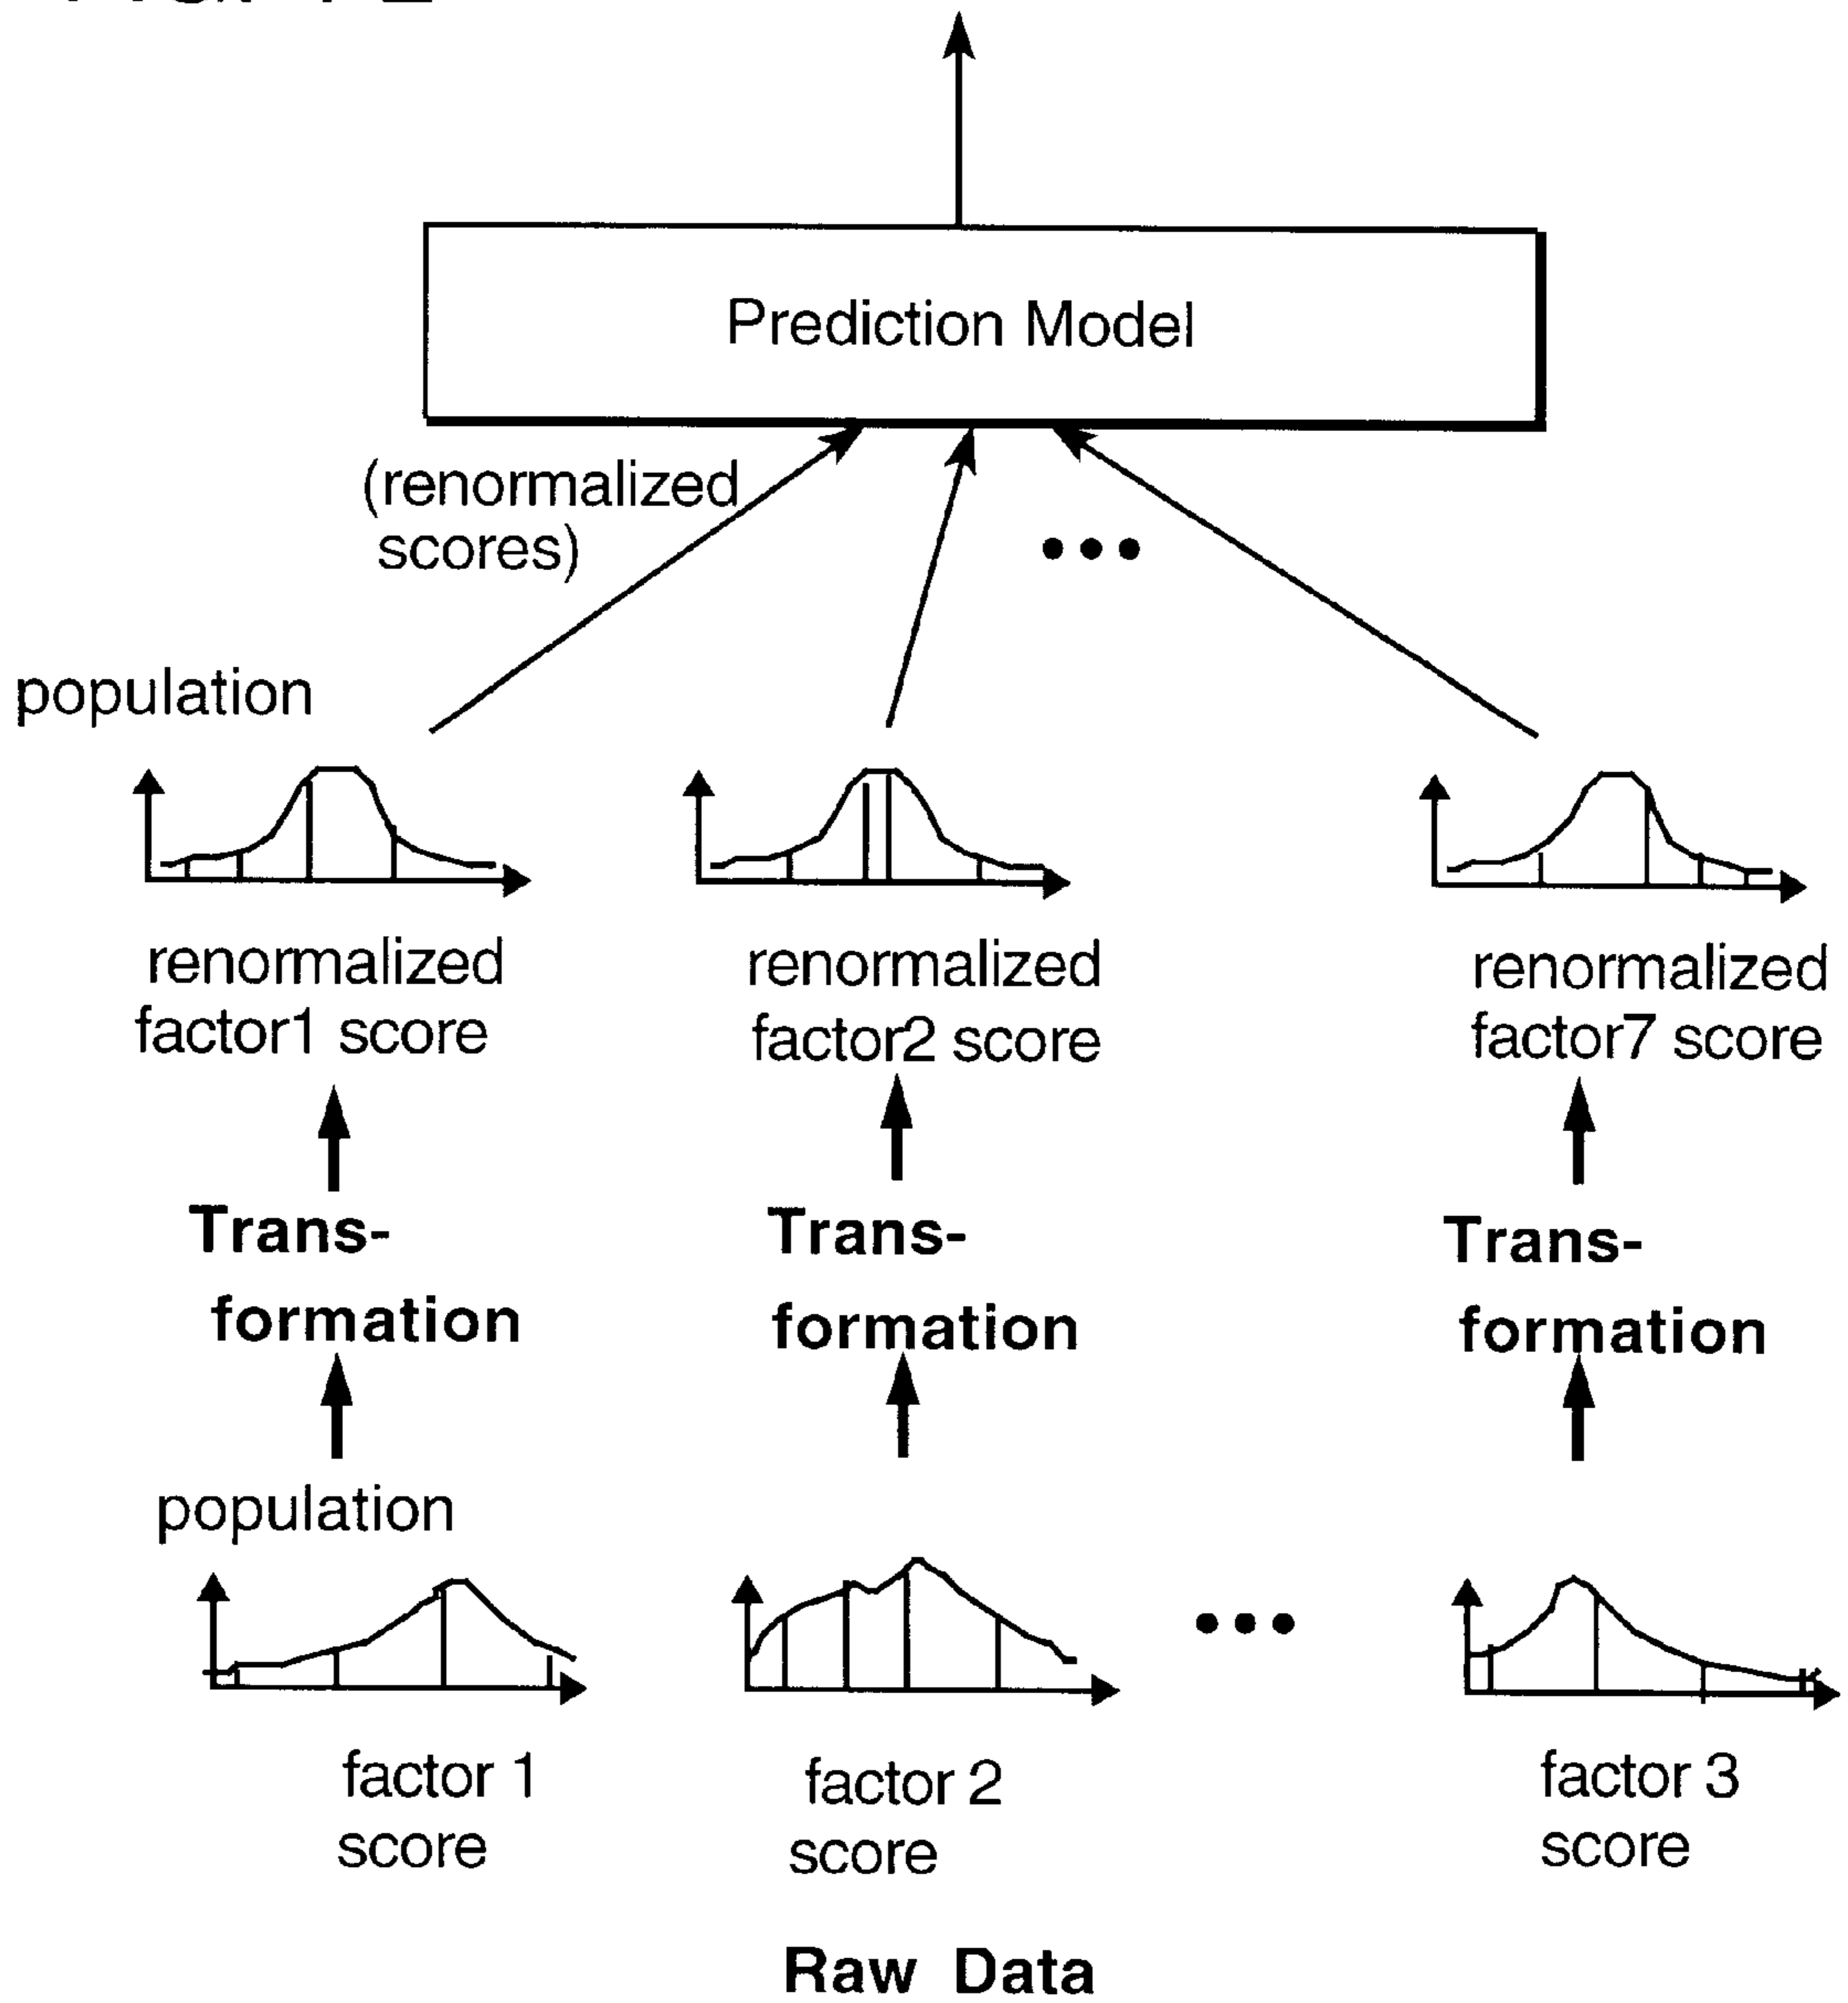 Prediction Model
(renormalized
scores)
population
renormalized
factor1 score
renormalized
factor2 score
renormalized
factor7 score
Trans-
formation
Trans-
formation
Trans-
formation
population
factor 1
score
factor 2
score
factor 3
score
Raw Data